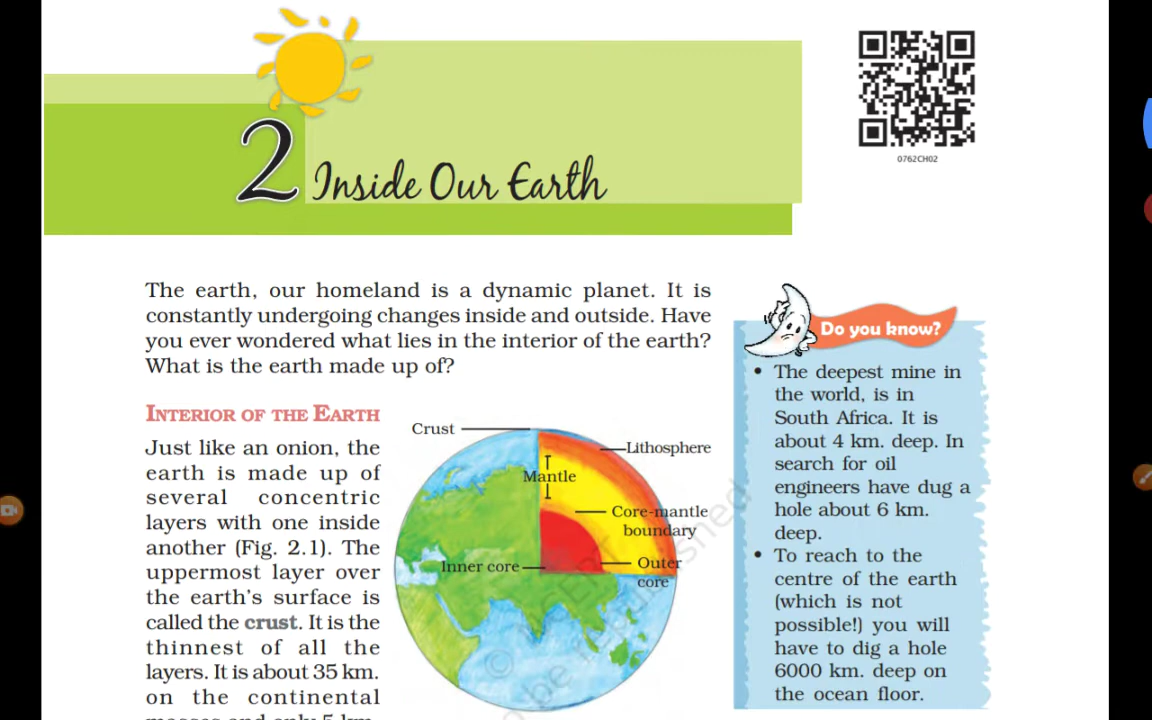 0762CH02
2 Inside Our Earth
The earth, our homeland is a dynamic planet. It is
constantly undergoing changes inside and outside. Have
you ever wondered what lies in the interior of the earth?
What is the earth made up of?
INTERIOR OF THE EARTH
Just like an onion, the
earth is made up of
several concentric
layers with one inside
another (Fig. 2.1). The
uppermost layer over
the earth's surface is
called the crust. It is the
thinnest of all the
layers. It is about 35 km.
on the continental
masses and only 5 km.
Crust
Lithosphere
Mantle
Core-mantle
boundary
Inner core
Outer
core
Do you know?
• The deepest mine in
the world, is in
South Africa. It is
about 4 km. deep. In
search for oil
engineers have dug a
hole about 6 km.
deep.
• To reach to the
centre of the earth
(which is not
possible!) you will
have to dig a hole
6000 km. deep on
the ocean floor.